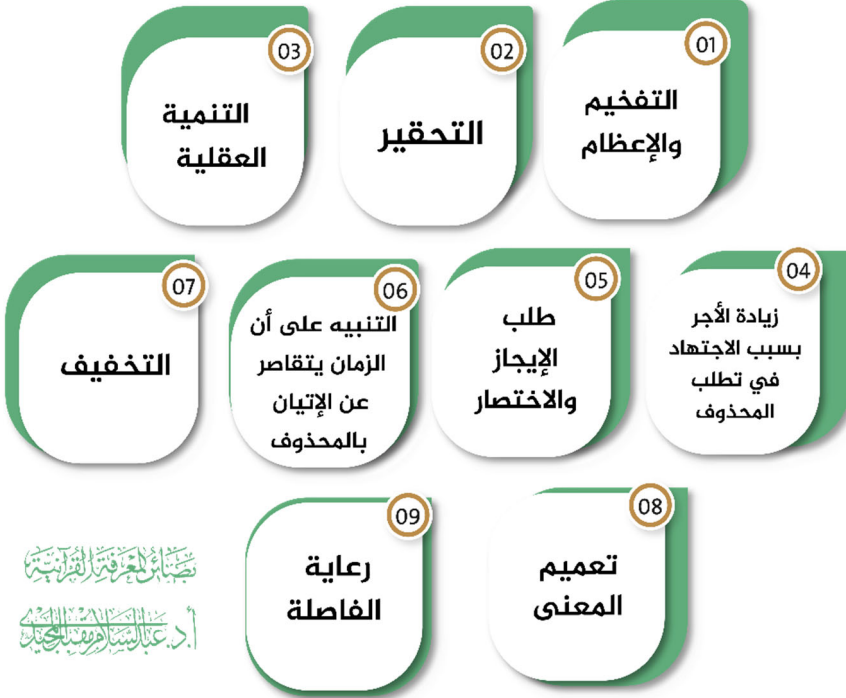 01
التفخيم
والإعظام
02
التحقير
03
التنمية
العقلية
04
زيادة الأجر
بسبب الاجتهاد
في تطلب
المحذوف
05
طلب
الإيجاز
والاختصار
06
التنبيه على أن
الزمان يتقاصر
عن الإتيان
بالمحذوف
07
التخفيف
08
تعميم
المعنى
09
رعاية
الفاصلة
بصائر المعرفة القرآنية
أ.د. عبد السلام مقبل المجيدي